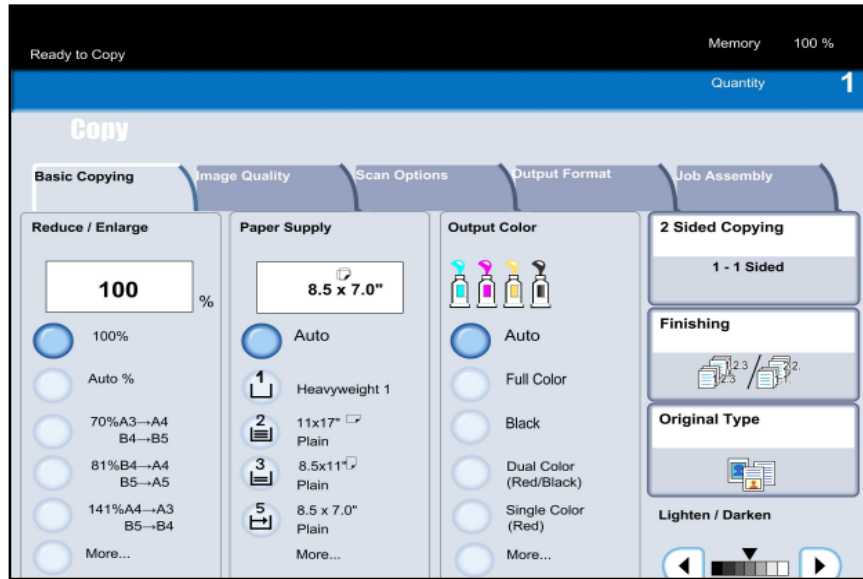 Ready to Copy
Memory 100 %
Quantity 1
Copy
Basic Copying
Image Quality
Scan Options
Output Format
Job Assembly
Reduce / Enlarge
100
%
100%
Auto %
70%A3→A4
B4→B5
81%B4→A4
B5→A5
141%A4→A3
B5→B4
More...
Paper Supply
8.5 x 7.0"
Auto
1
Heavyweight 1
2
11x17"
Plain
3
8.5x11"
Plain
5
8.5 x 7.0"
Plain
More...
Output Color
Auto
Full Color
Black
Dual Color
(Red/Black)
Single Color
(Red)
More...
2 Sided Copying
1 - 1 Sided
Finishing
Original Type
Lighten / Darken